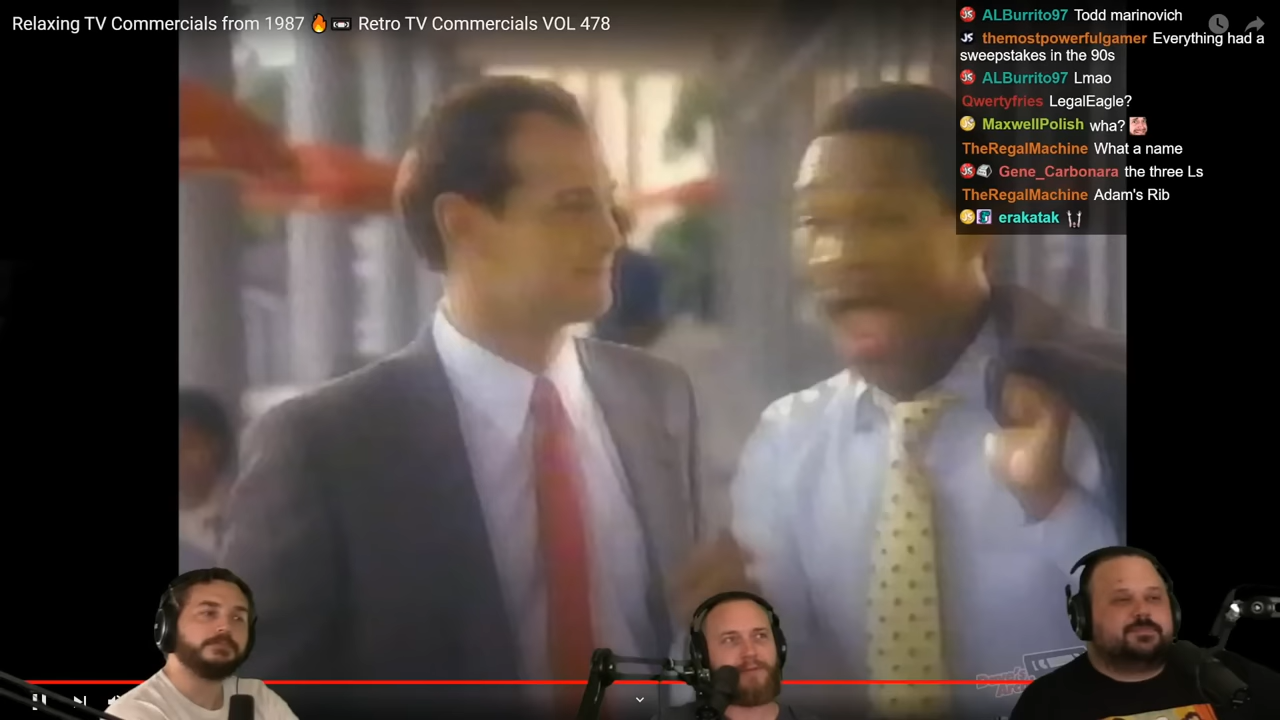 Relaxing TV Commercials from 1987 🔥📼 Retro TV Commercials VOL 478
ALBurrito97 Todd marinovich
themostpowerfulgamer Everything had a
sweepstakes in the 90s
ALBurrito97 Lmao
Qwertyfries LegalEagle?
MaxwellPolish wha?
TheRegalMachine What a name
Gene_Carbonara the three Ls
TheRegalMachine Adam's Rib
erakatak